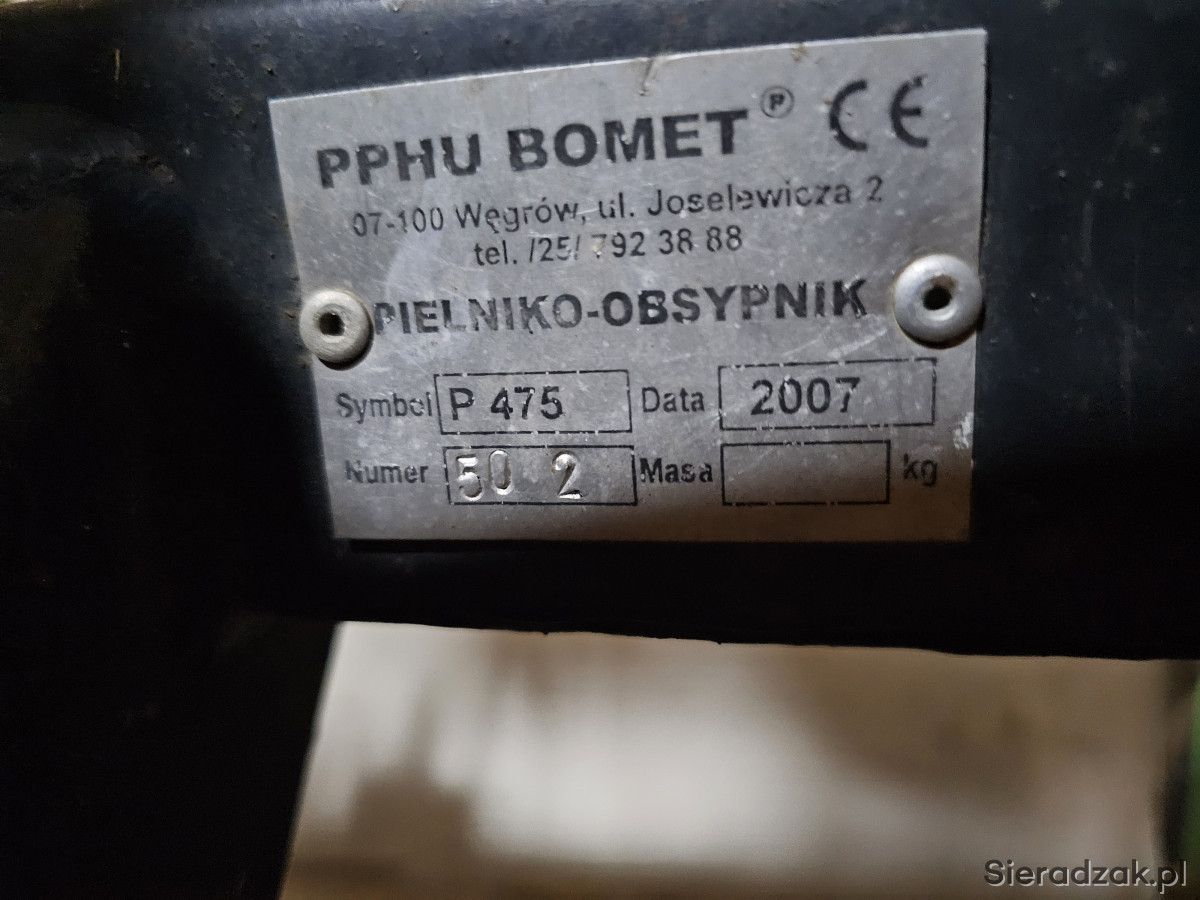 PPHU BOMET ® CE
07-100 Węgrów, ul. Joselewicza 2
tel. /25/ 792 38 88
PIELNIKO-OBSYPNIK
Symbol P 475 Data 2007
Numer 50 2 Masa kg
Sieradzak.pl